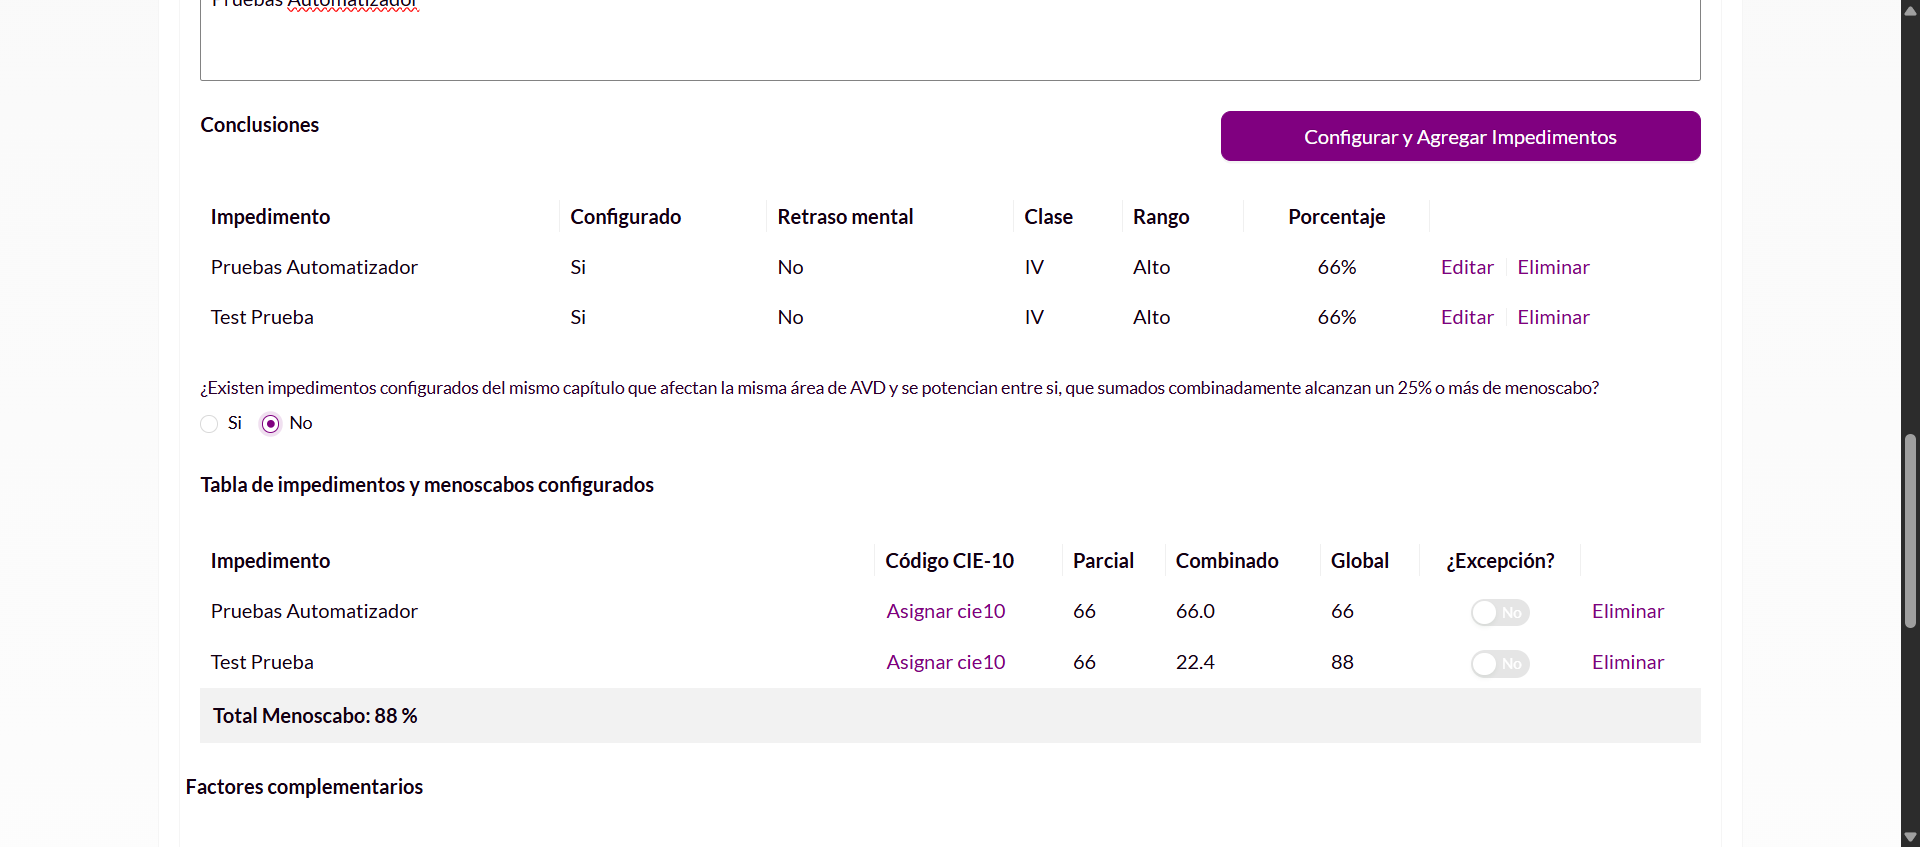 Pruebas Automatizador
Conclusiones
Configurar y Agregar Impedimentos
Impedimento Configurado Retraso mental Clase Rango Porcentaje
Pruebas Automatizador Si No IV Alto 66% Editar Eliminar
Test Prueba Si No IV Alto 66% Editar Eliminar
¿Existen impedimentos configurados del mismo capítulo que afectan la misma área de AVD y se potencian entre si, que sumados combinadamente alcanzan un 25% o más de menoscabo?
Si No
Tabla de impedimentos y menoscabos configurados
Impedimento Código CIE-10 Parcial Combinado Global ¿Excepción?
Pruebas Automatizador Asignar cie10 66 66.0 66 No Eliminar
Test Prueba Asignar cie10 66 22.4 88 No Eliminar
Total Menoscabo: 88 %
Factores complementarios